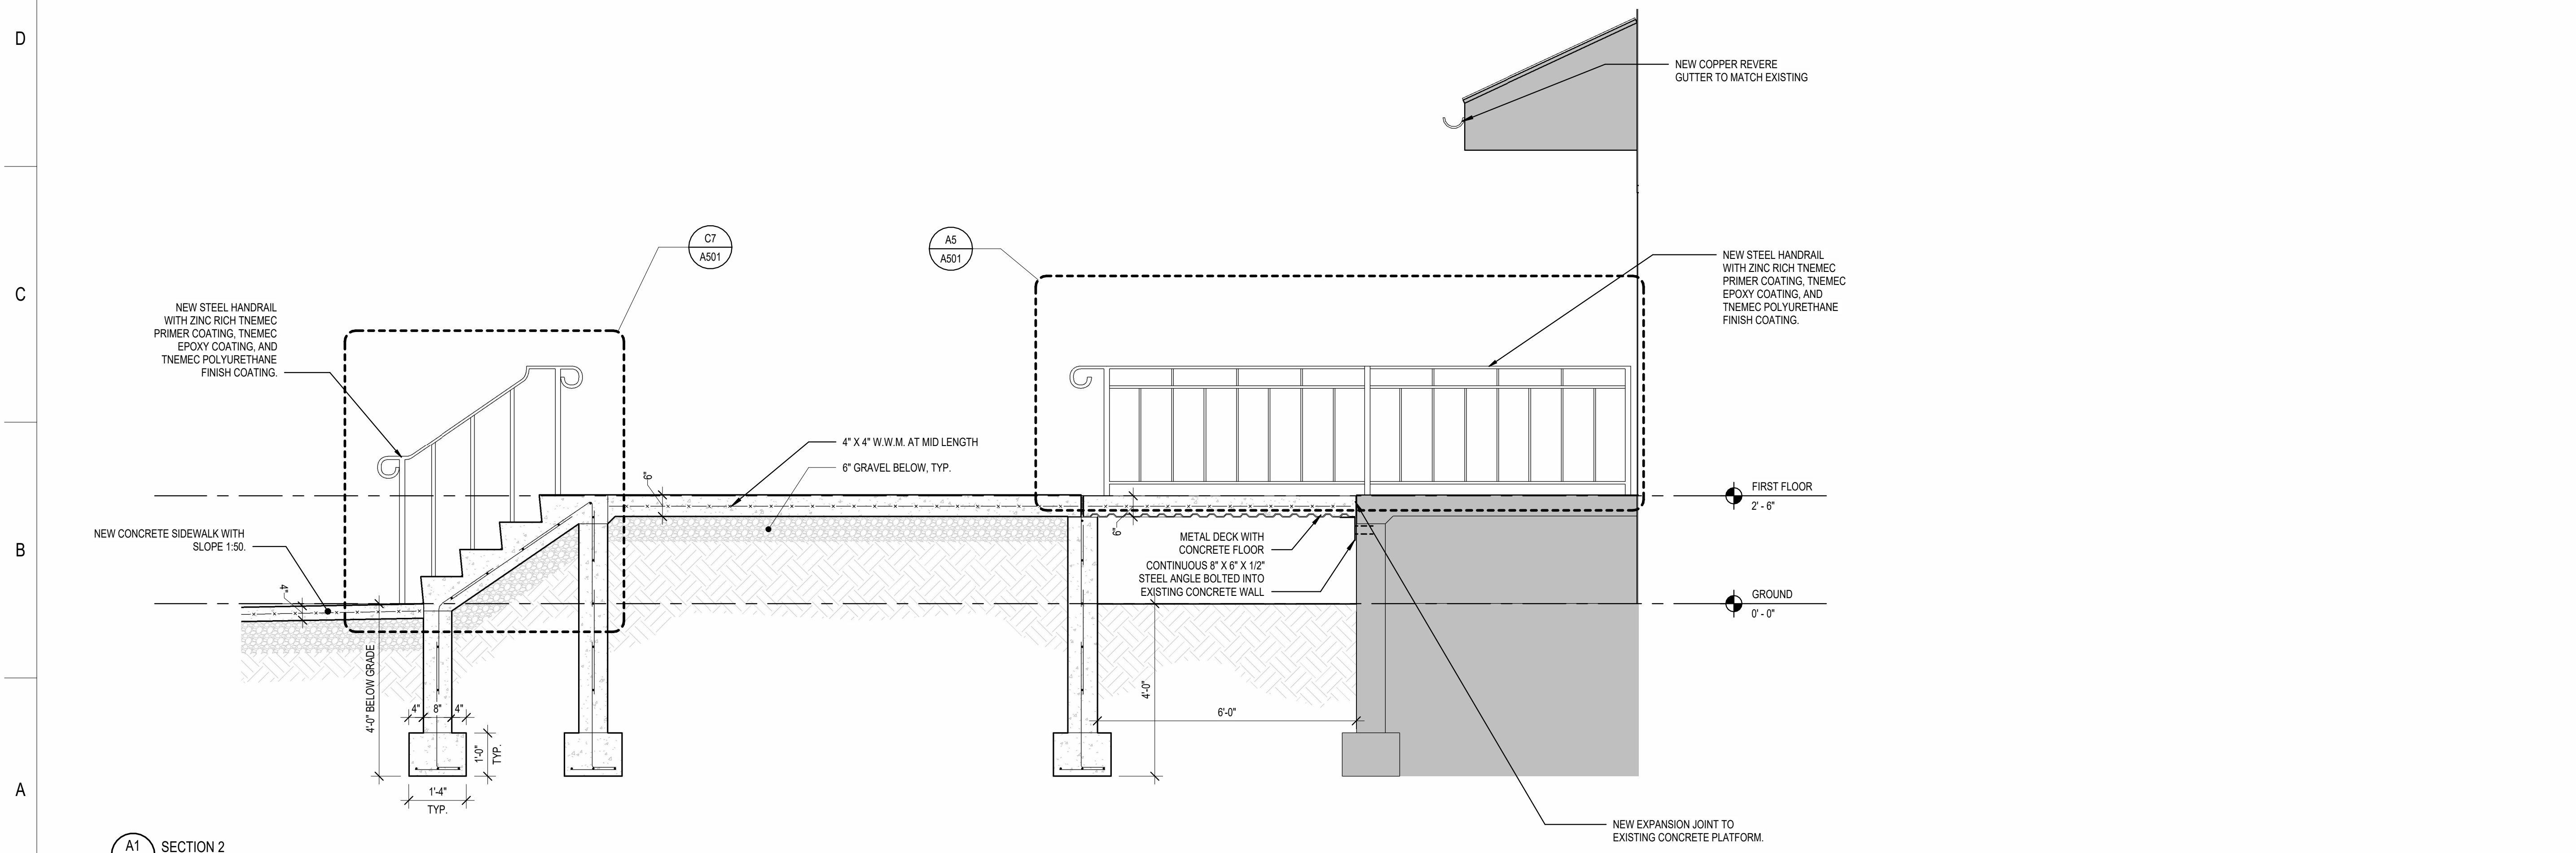 D
NEW COPPER REVERE
GUTTER TO MATCH EXISTING
C7
A501
A5
A501
NEW STEEL HANDRAIL
WITH ZINC RICH TNEMEC
PRIMER COATING, TNEMEC
EPOXY COATING, AND
TNEMEC POLYURETHANE
FINISH COATING.
C
NEW STEEL HANDRAIL
WITH ZINC RICH TNEMEC
PRIMER COATING, TNEMEC
EPOXY COATING, AND
TNEMEC POLYURETHANE
FINISH COATING.
4" X 4" W.W.M. AT MID LENGTH
6" GRAVEL BELOW, TYP.
6"
FIRST FLOOR
2' - 6"
NEW CONCRETE SIDEWALK WITH
SLOPE 1:50.
6"
METAL DECK WITH
CONCRETE FLOOR
B
CONTINUOUS 8" X 6" X 1/2"
STEEL ANGLE BOLTED INTO
EXISTING CONCRETE WALL
4"
GROUND
0' - 0"
4'-0" BELOW GRADE
4"
8"
4"
4'-0"
6'-0"
1'-0"
TYP.
A
1'-4"
TYP.
NEW EXPANSION JOINT TO
EXISTING CONCRETE PLATFORM.
A1
SECTION 2